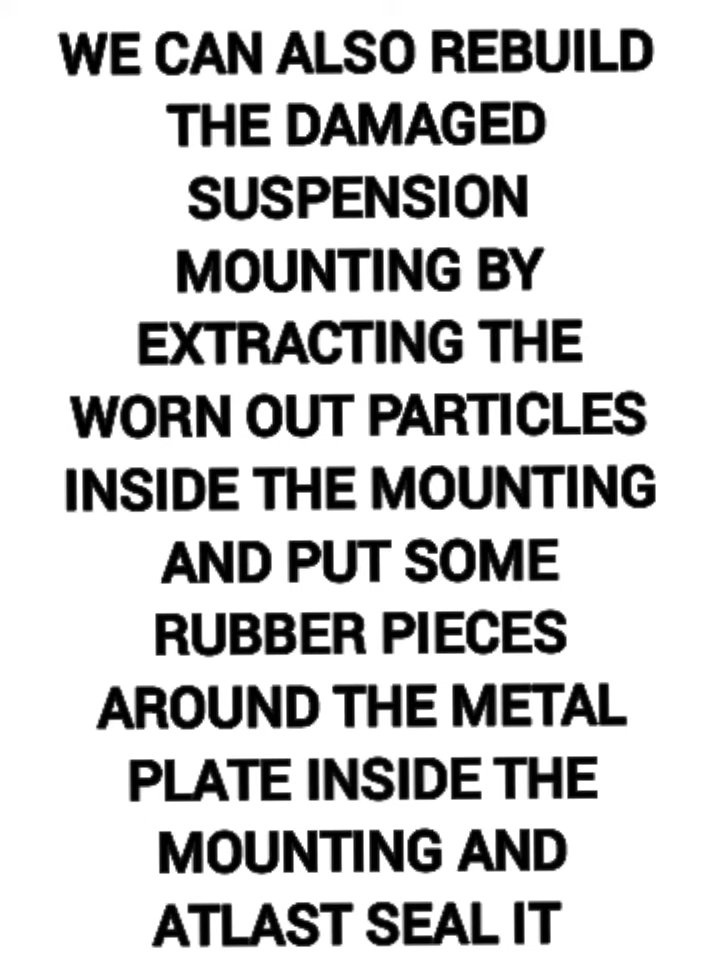 WE CAN ALSO REBUILD
THE DAMAGED
SUSPENSION
MOUNTING BY
EXTRACTING THE
WORN OUT PARTICLES
INSIDE THE MOUNTING
AND PUT SOME
RUBBER PIECES
AROUND THE METAL
PLATE INSIDE THE
MOUNTING AND
ATLAST SEAL IT